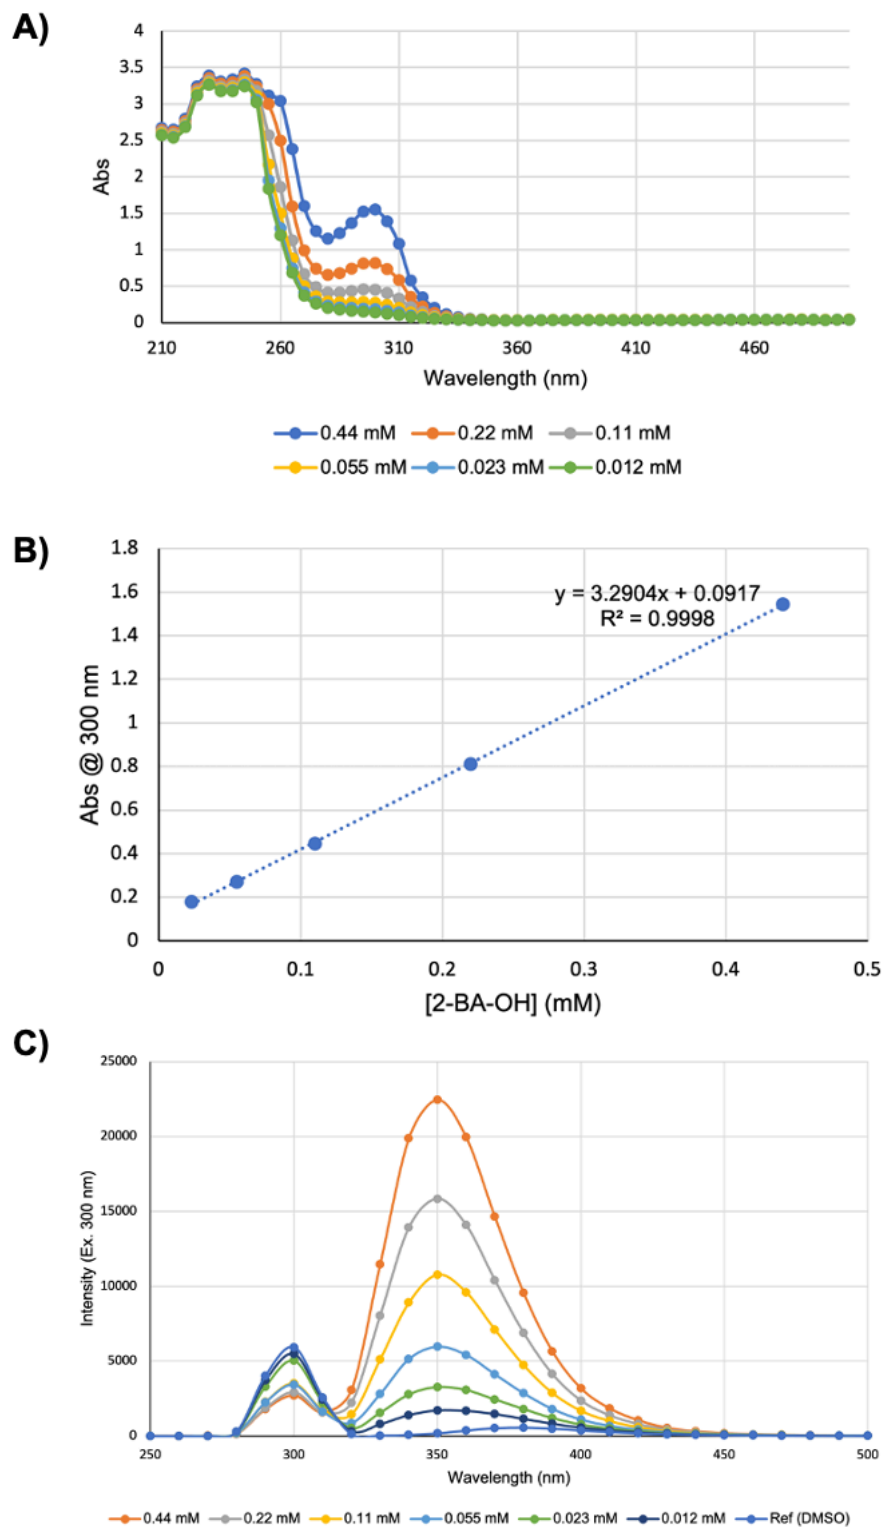 A)
4
3.5
3
2.5
2
1.5
1
0.5
0
Abs
210 260 310 360 410 460
Wavelength (nm)
0.44 mM 0.22 mM 0.11 mM
0.055 mM 0.023 mM 0.012 mM
B)
1.8
1.6
1.4
1.2
1
0.8
0.6
0.4
0.2
0
Abs @ 300 nm
y = 3.2904x + 0.0917
R² = 0.9998
0 0.1 0.2 0.3 0.4 0.5
[2-BA-OH] (mM)
C)
25000
20000
15000
10000
5000
0
Intensity (Ex. 300 nm)
250 300 350 400 450 500
Wavelength (nm)
0.44 mM 0.22 mM 0.11 mM 0.055 mM 0.023 mM 0.012 mM Ref (DMSO)